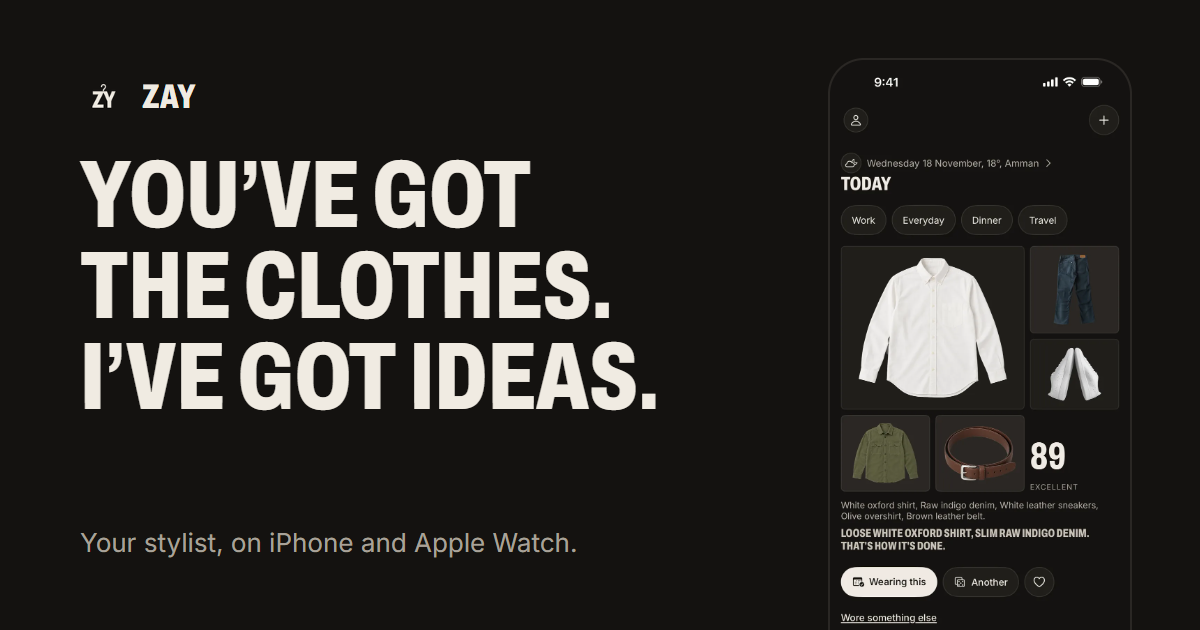 ZY ZAY
YOU’VE GOT
THE CLOTHES.
I’VE GOT IDEAS.
Your stylist, on iPhone and Apple Watch.
9:41
Wednesday 18 November, 18°, Amman
TODAY
Work Everyday Dinner Travel
89
EXCELLENT
White oxford shirt, Raw indigo denim, White leather sneakers,
Olive overshirt, Brown leather belt.
LOOSE WHITE OXFORD SHIRT, SLIM RAW INDIGO DENIM.
THAT’S HOW IT’S DONE.
Wearing this Another
Wore something else